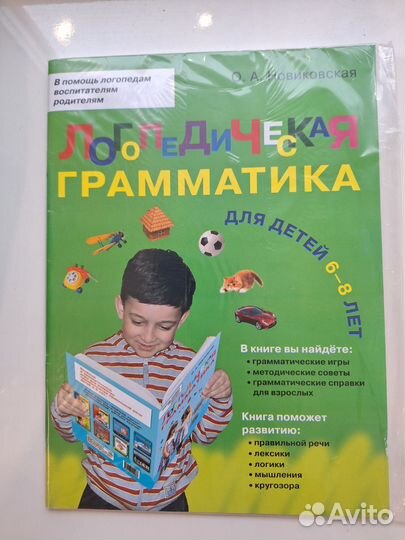 В помощь логопедам
воспитателям
родителям
О. А. Новиковская
ЛОГОПЕДИЧЕСКАЯ
ГРАММАТИКА
ДЛЯ ДЕТЕЙ 6–8 ЛЕТ
В книге вы найдёте:
• грамматические игры
• методические советы
• грамматические справки
для взрослых
Книга поможет
развитию:
• правильной речи
• лексики
• логики
• мышления
• кругозора
Avito